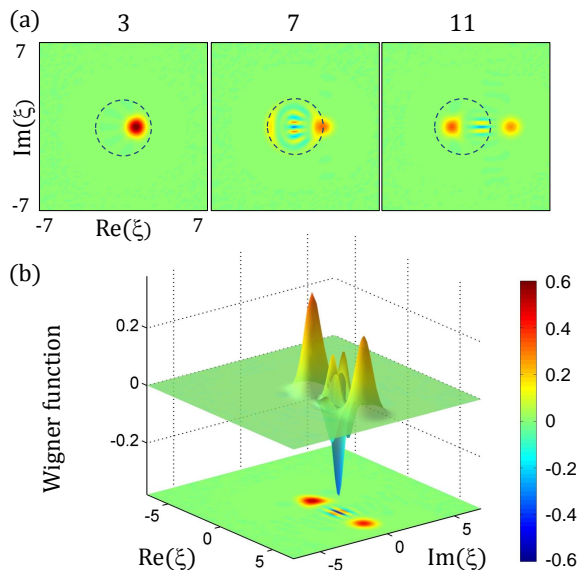 (a)
3 7 11
7
Im(ξ)
-7
-7 Re(ξ) 7
(b)
0.2
0
-0.2
Wigner function
-5
0
5
Re(ξ)
-5
0
5
Im(ξ)
0.6
0.4
0.2
0
-0.2
-0.4
-0.6